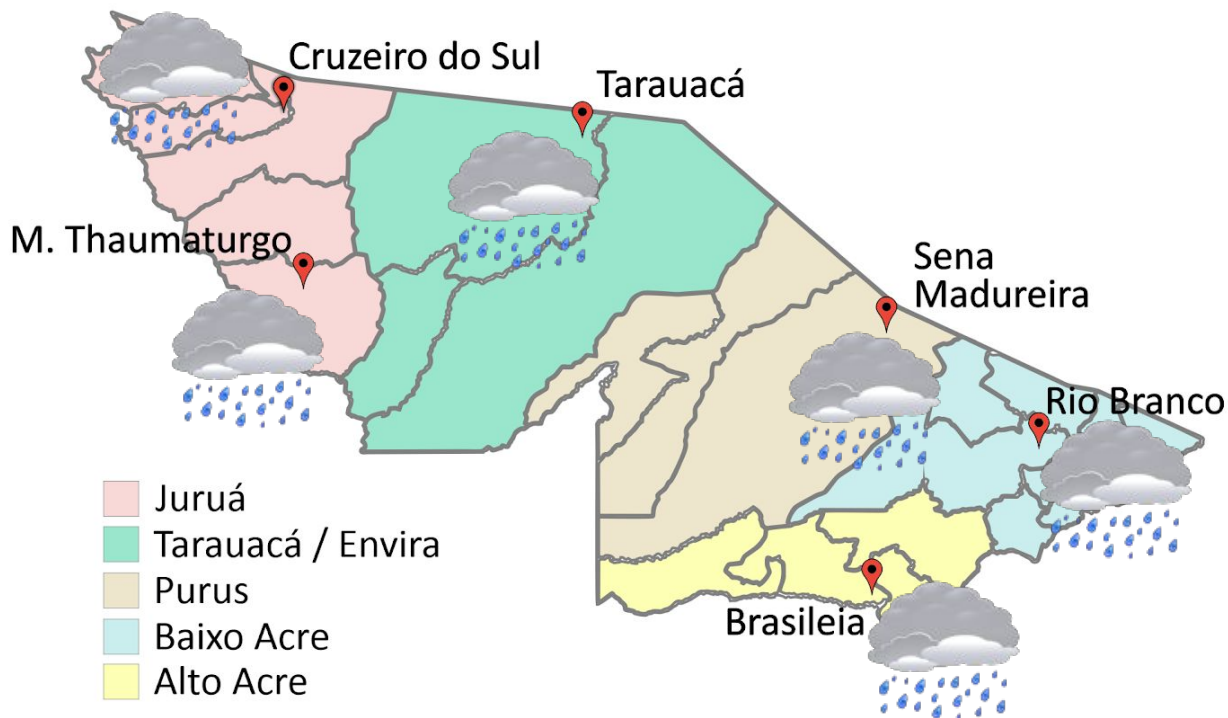 Cruzeiro do Sul
Tarauacá
M. Thaumaturgo
Sena
Madureira
Rio Branco
Brasileia
Juruá
Tarauacá / Envira
Purus
Baixo Acre
Alto Acre